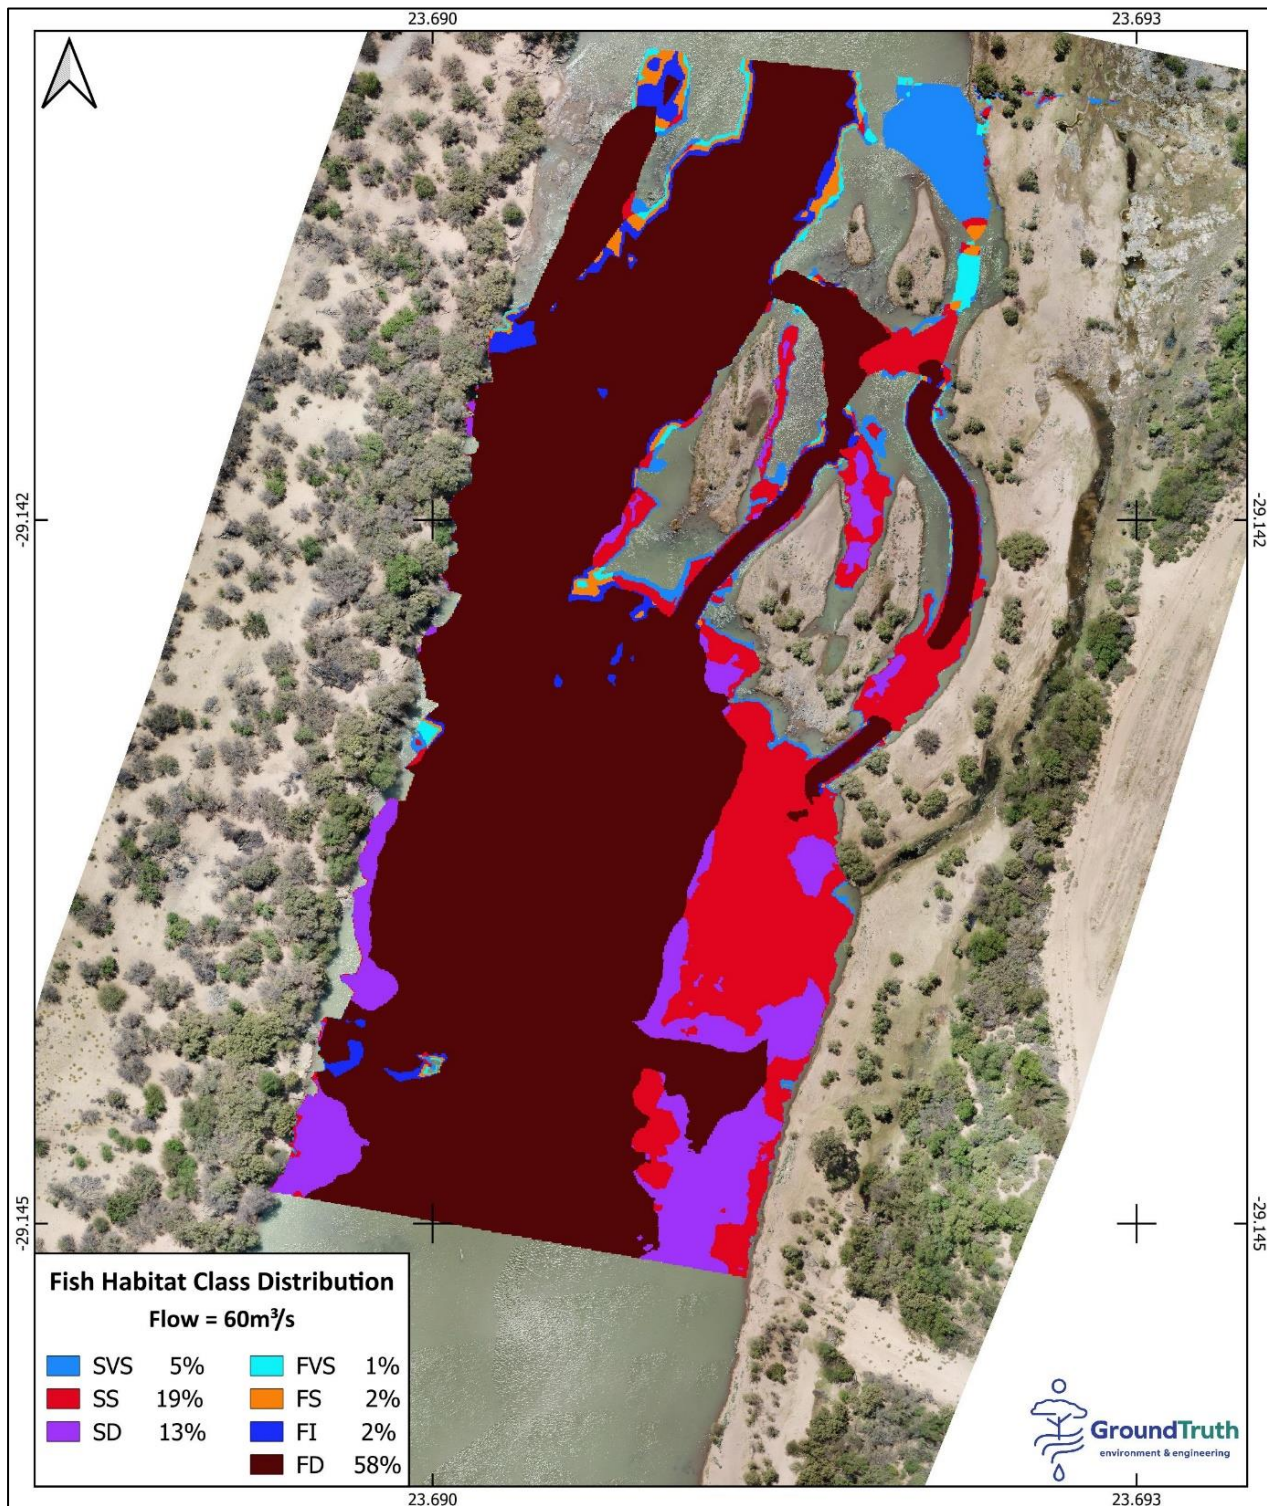 23.690
23.693
-29.142
-29.142
-29.145
-29.145
Fish Habitat Class Distribution
Flow = 60m³/s
SVS 5% FVS 1%
SS 19% FS 2%
SD 13% FI 2%
FD 58%
GroundTruth
environment & engineering
23.690
23.693